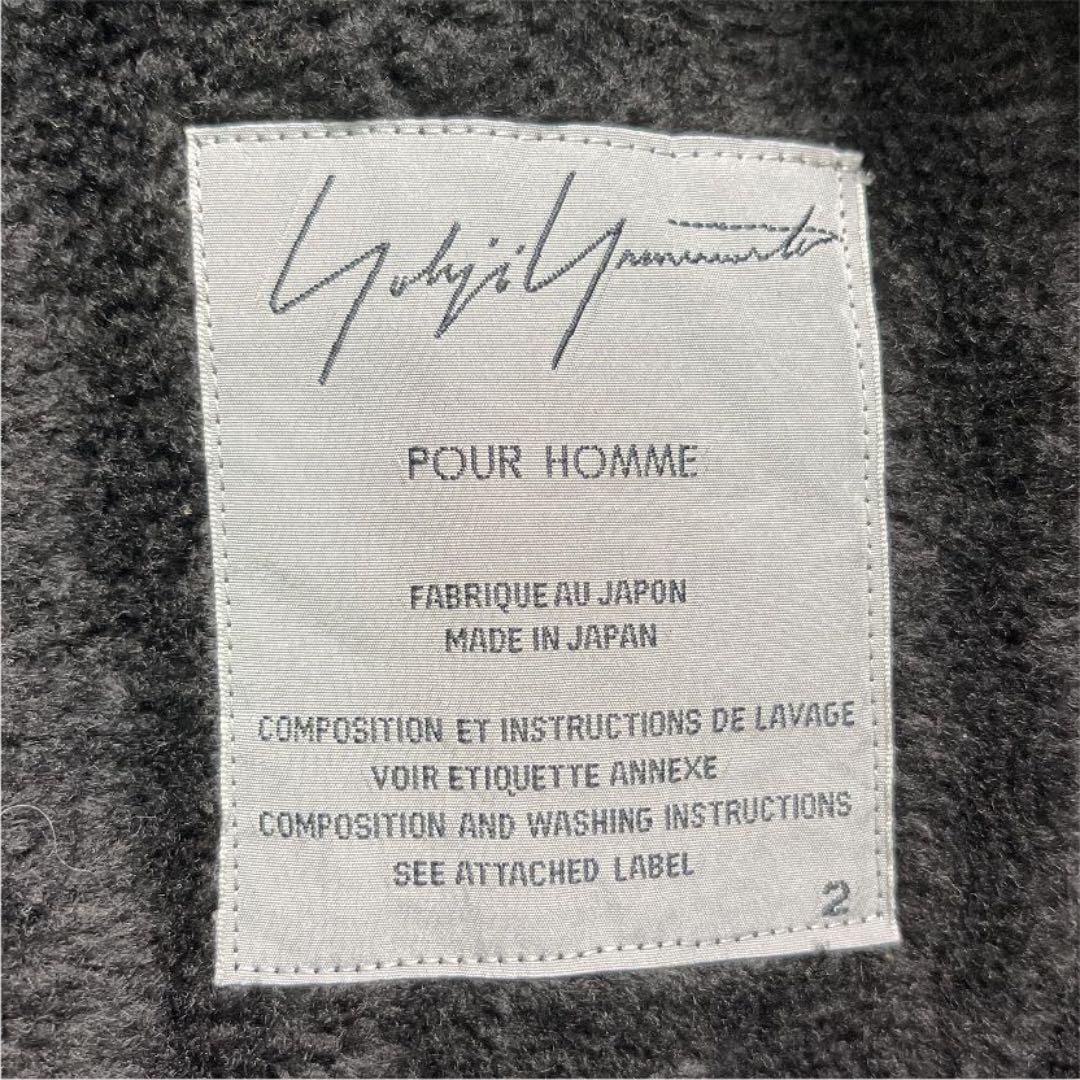 Yohji Yamamoto
POUR HOMME
FABRIQUE AU JAPON
MADE IN JAPAN
COMPOSITION ET INSTRUCTIONS DE LAVAGE
VOIR ETIQUETTE ANNEXE
COMPOSITION AND WASHING INSTRUCTIONS
SEE ATTACHED LABEL
2